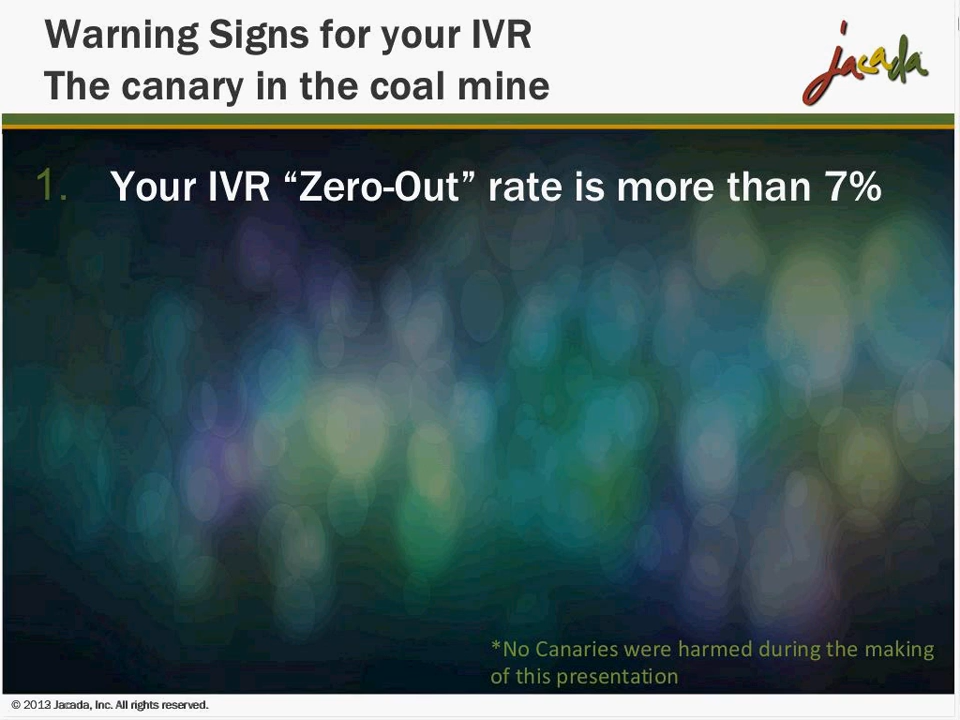 Warning Signs for your IVR
The canary in the coal mine
jacada
1. Your IVR “Zero-Out” rate is more than 7%
*No Canaries were harmed during the making
of this presentation
© 2013 Jacada, Inc. All rights reserved.